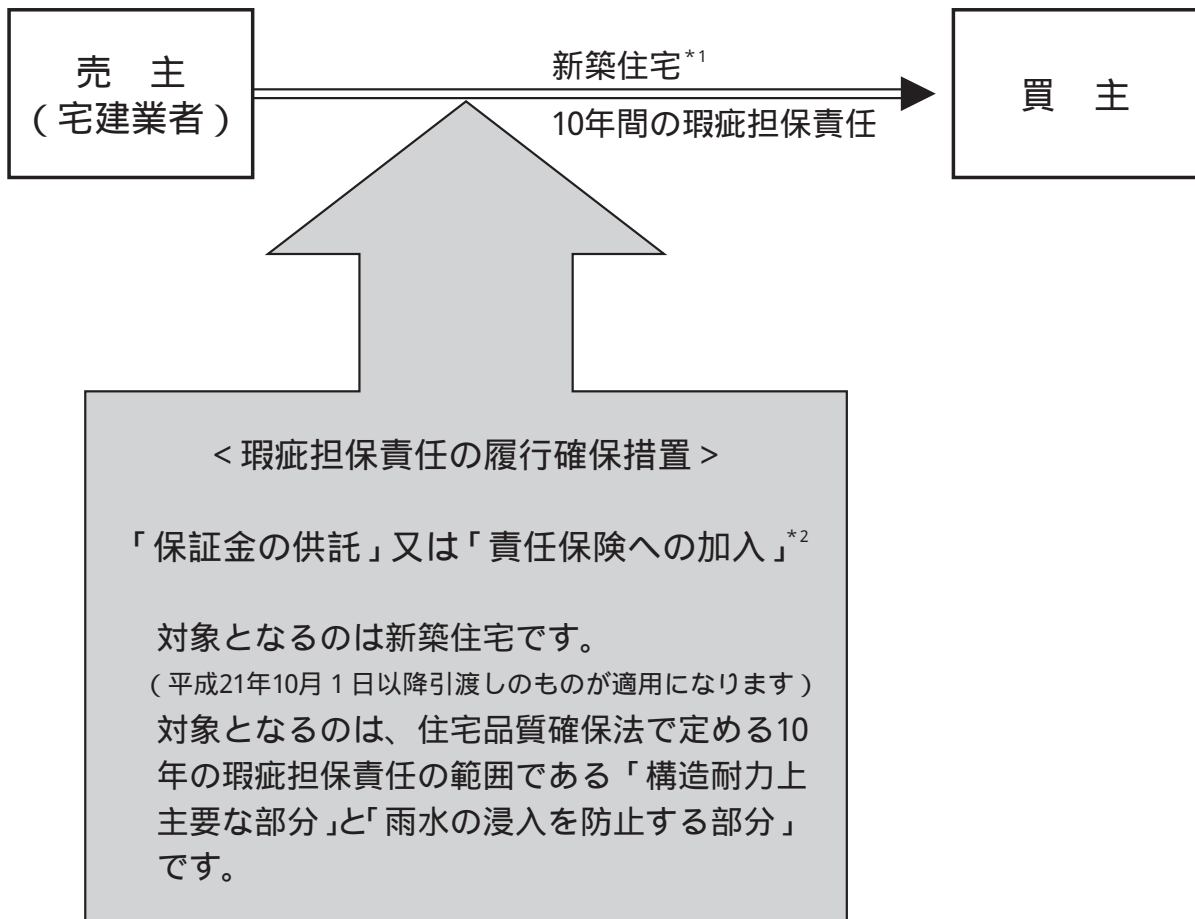 売　主
（宅建業者）
新築住宅*1
10年間の瑕疵担保責任
買　主
＜瑕疵担保責任の履行確保措置＞
「保証金の供託」又は「責任保険への加入」*2
対象となるのは新築住宅です。
（平成21年10月１日以降引渡しのものが適用になります）
対象となるのは、住宅品質確保法で定める10
年の瑕疵担保責任の範囲である「構造耐力上
主要な部分」と「雨水の浸入を防止する部分」
です。